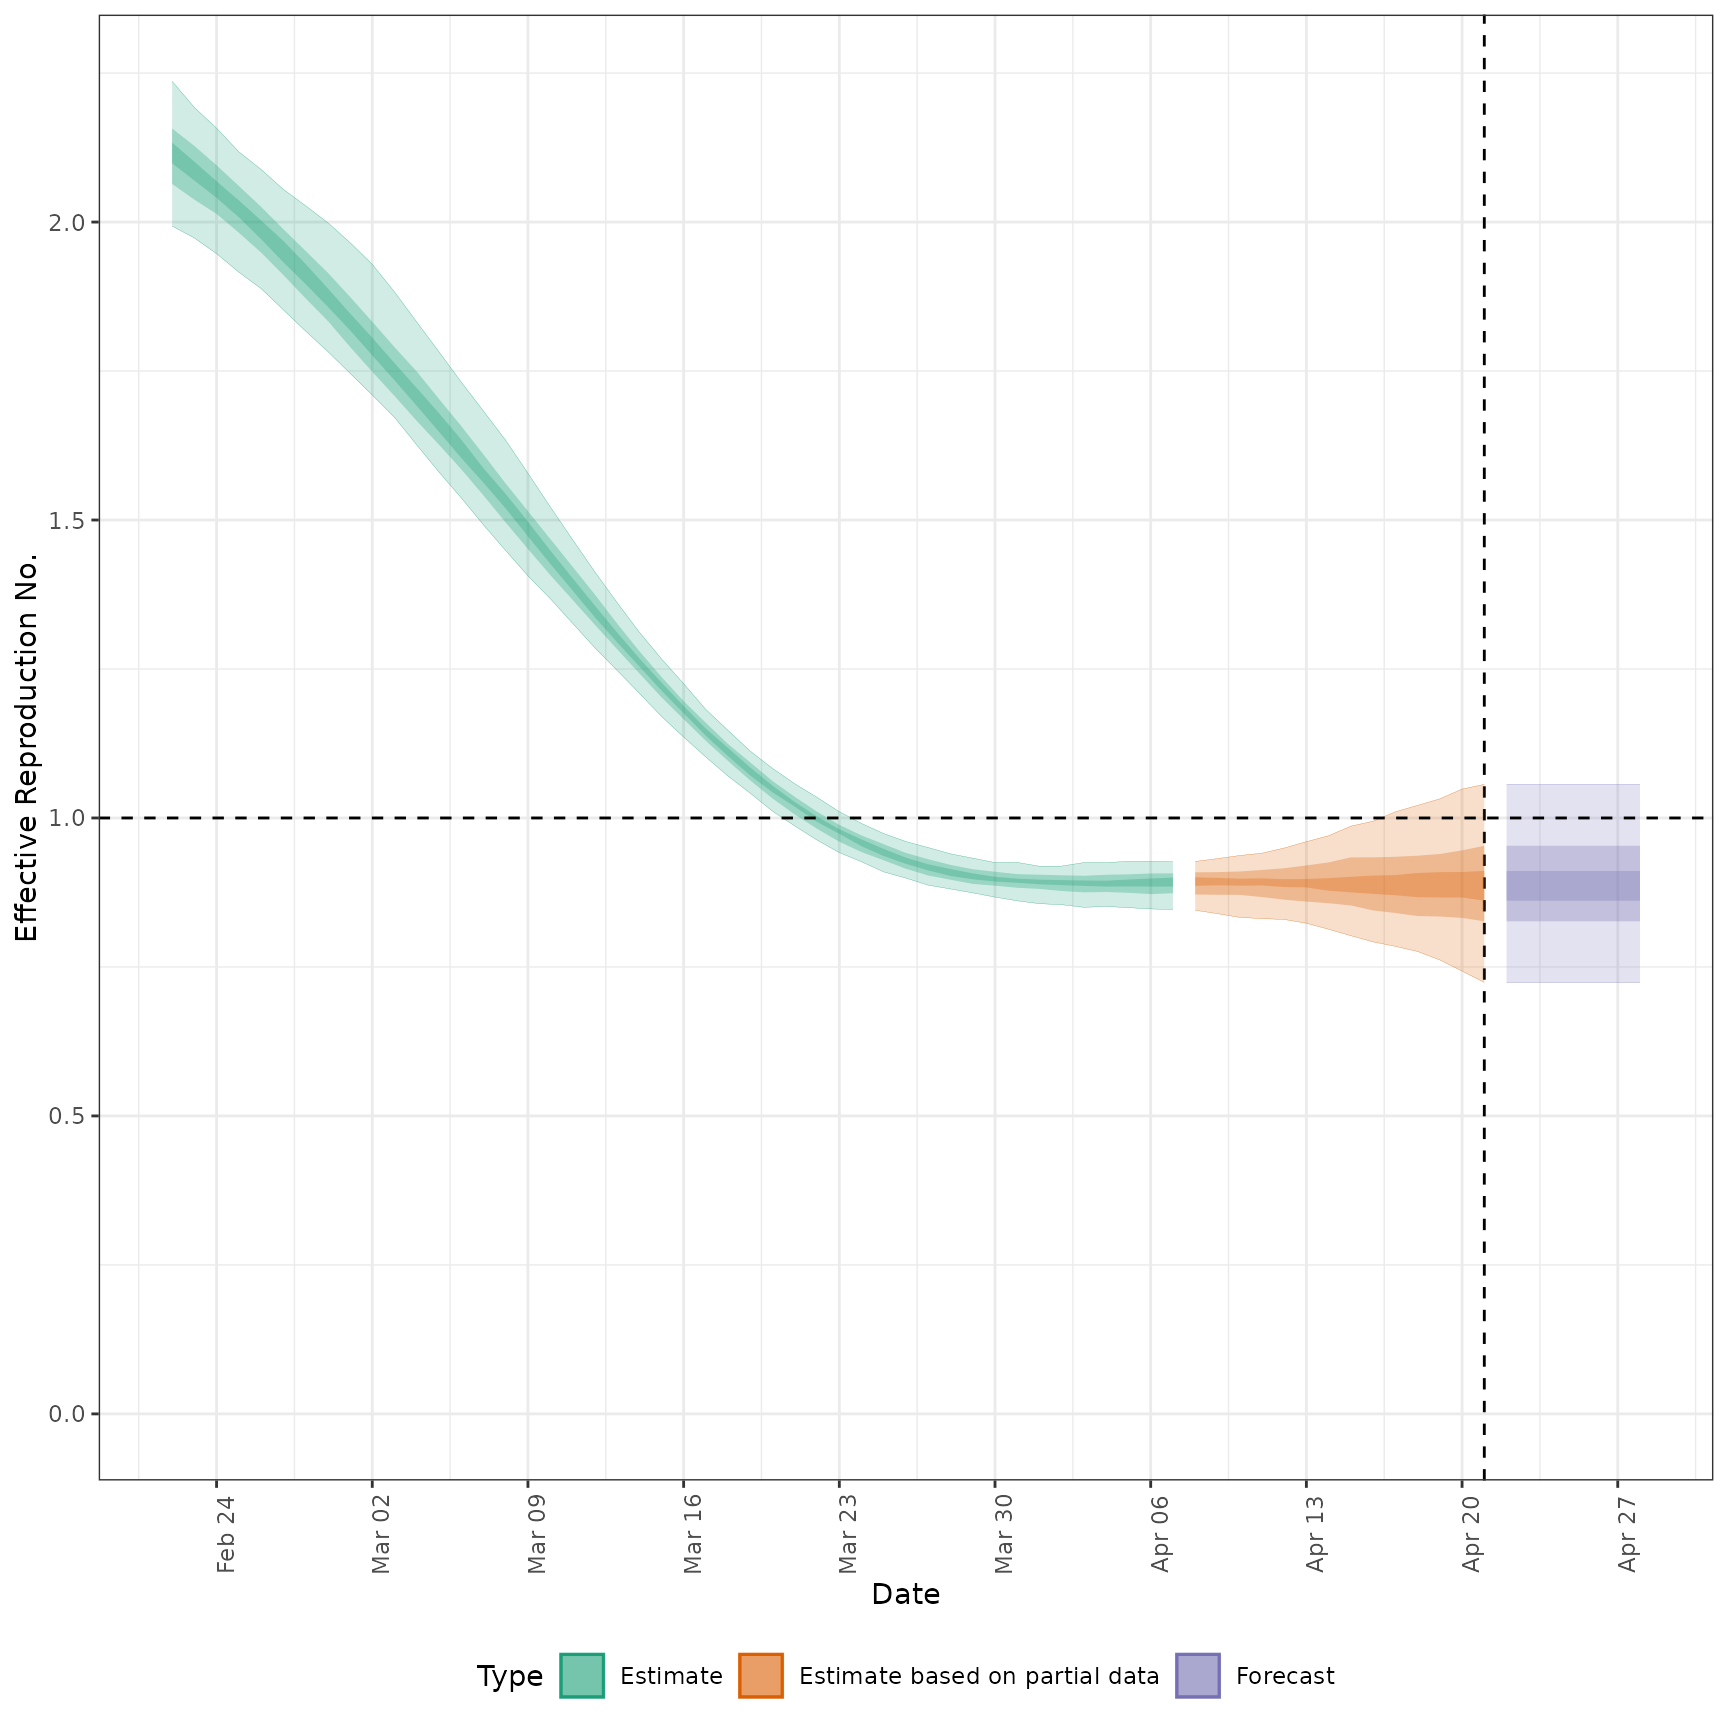 Effective Reproduction No.
2.0
1.5
1.0
0.5
0.0
Feb 24
Mar 02
Mar 09
Mar 16
Mar 23
Mar 30
Apr 06
Apr 13
Apr 20
Apr 27
Date
Type Estimate Estimate based on partial data Forecast